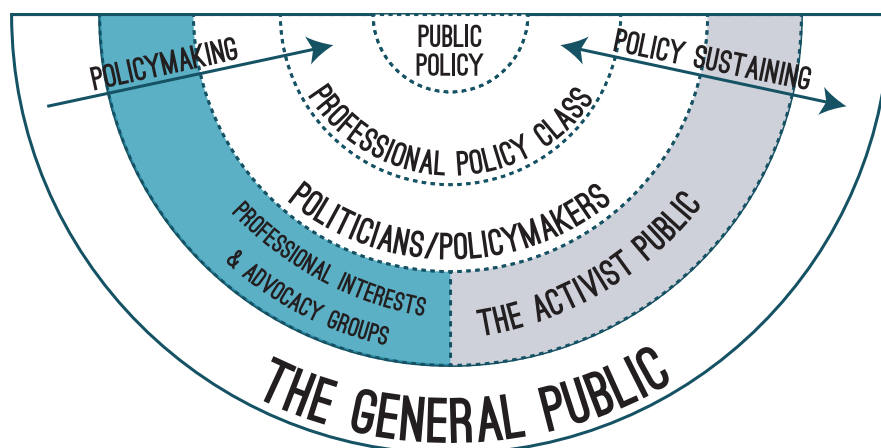 PUBLIC
POLICY
POLICYMAKING
POLICY SUSTAINING
PROFESSIONAL POLICY CLASS
POLITICIANS/POLICYMAKERS
PROFESSIONAL INTERESTS
& ADVOCACY GROUPS
THE ACTIVIST PUBLIC
THE GENERAL PUBLIC